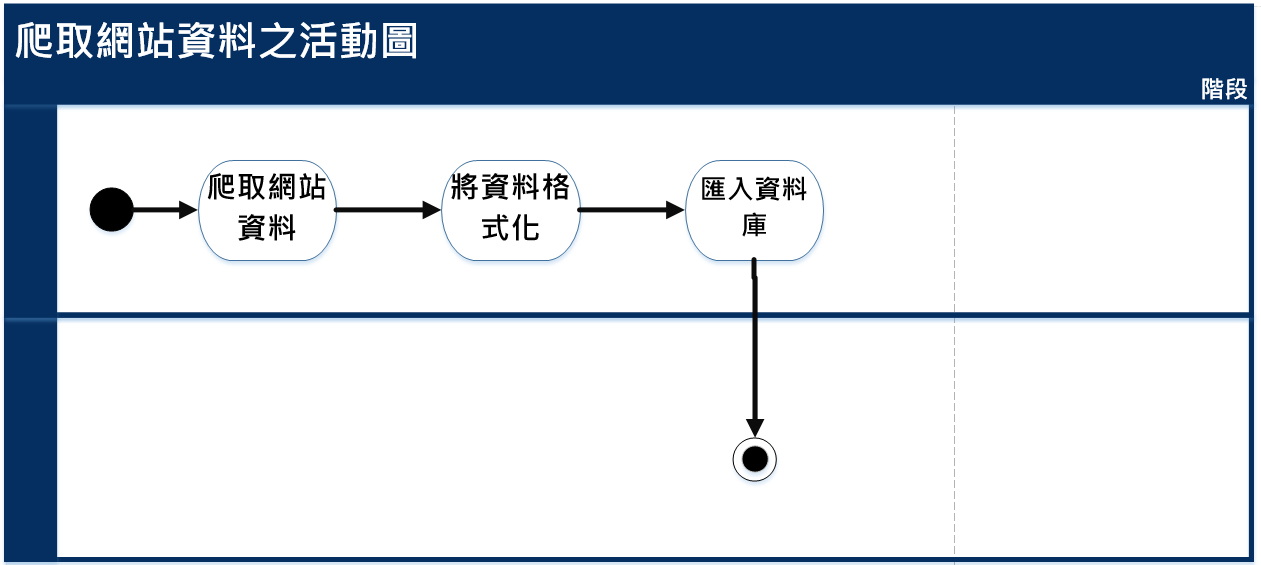 爬取網站資料之活動圖
階段
爬取網站
資料
將資料格
式化
匯入資料
庫